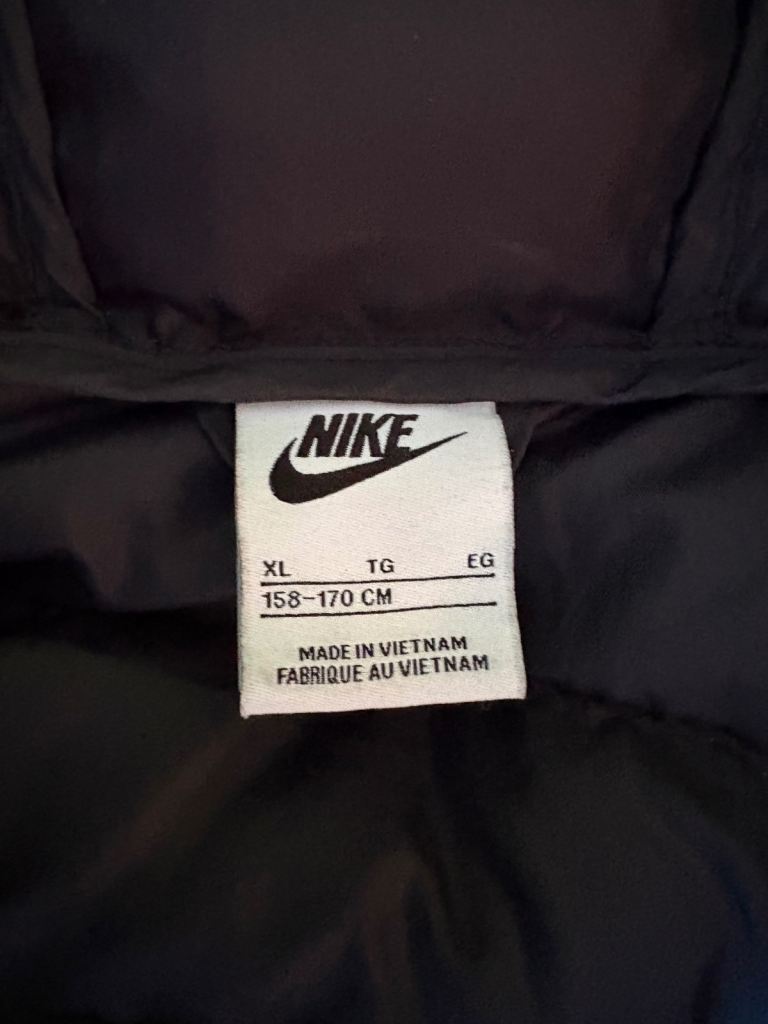 NIKE
XL TG EG
158-170 CM
MADE IN VIETNAM
FABRIQUE AU VIETNAM